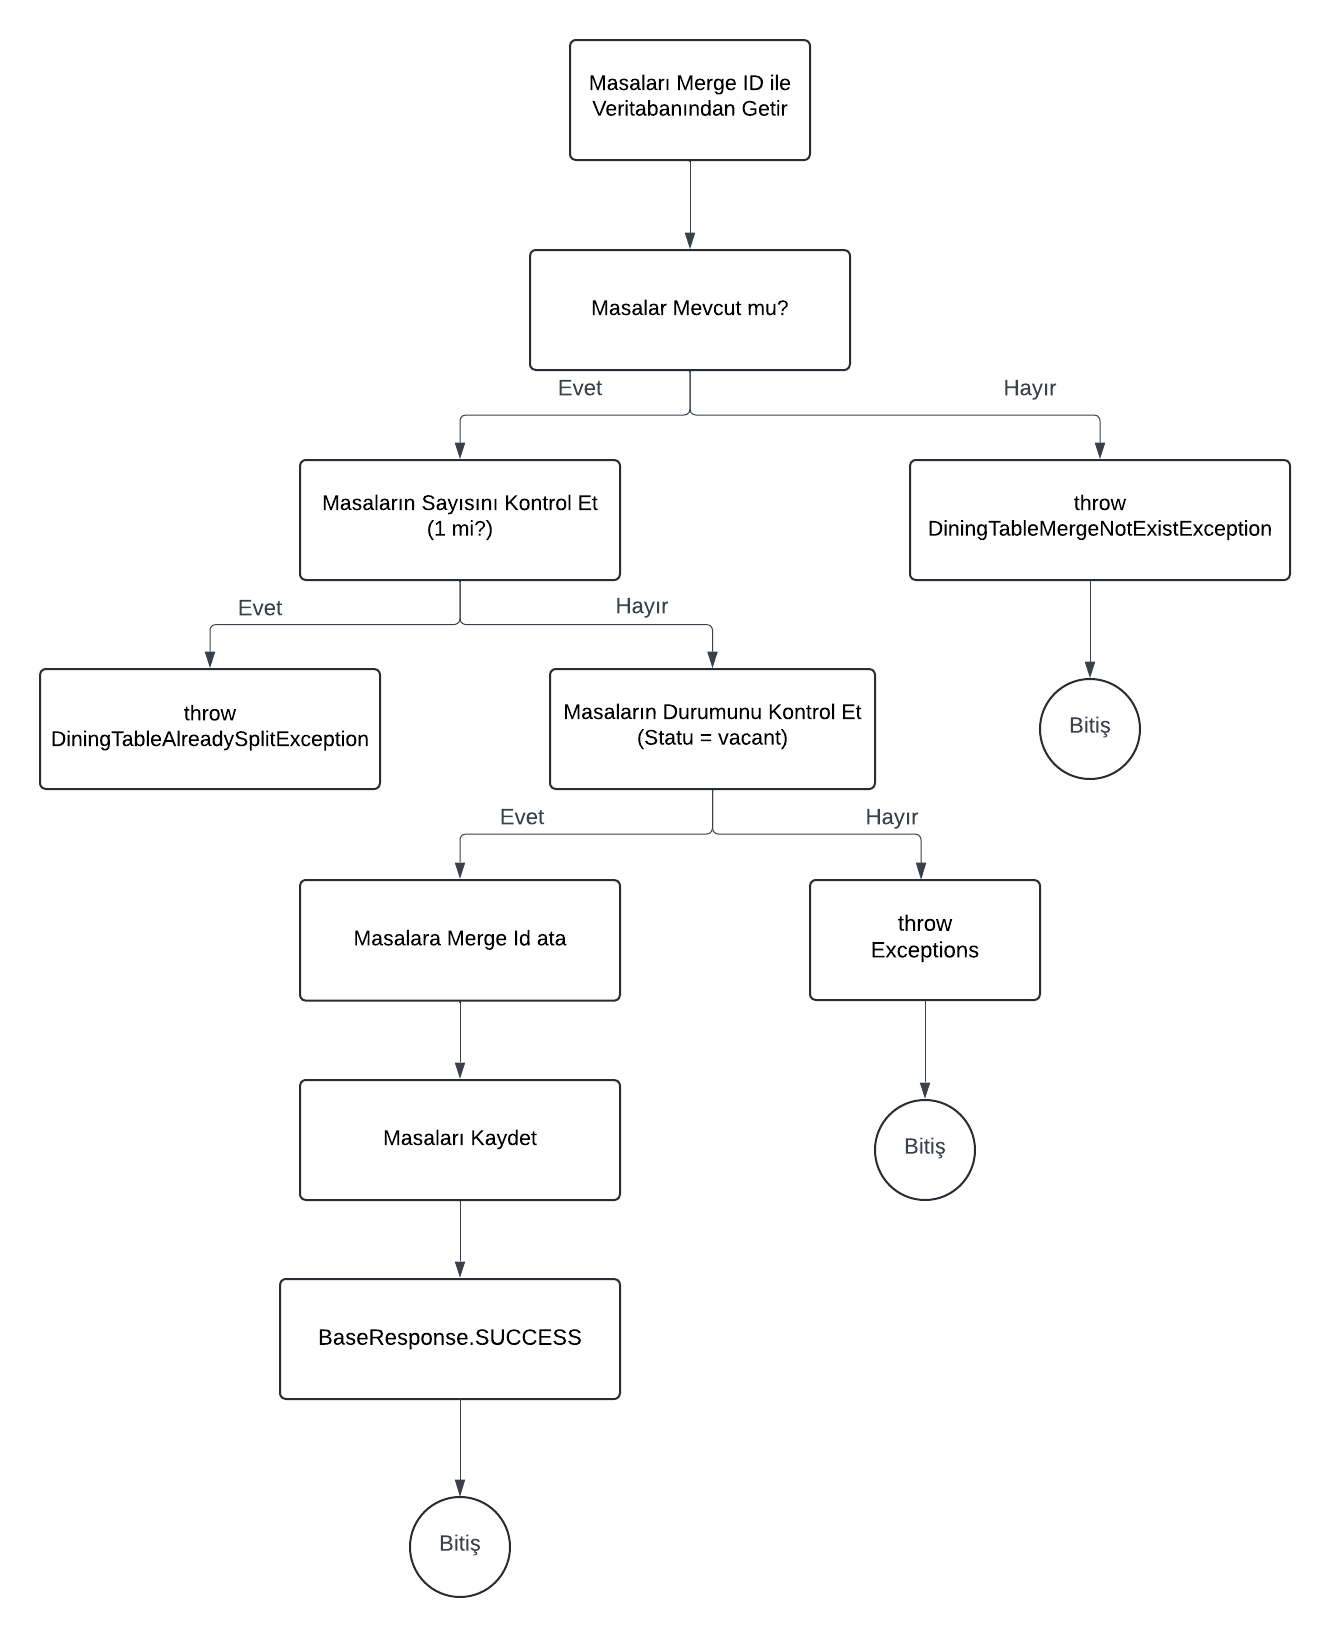 Masaları Merge ID ile
Veritabanından Getir
Masalar Mevcut mu?
Evet
Hayır
Masaların Sayısını Kontrol Et
(1 mi?)
throw
DiningTableMergeNotExistException
Evet
Hayır
throw
DiningTableAlreadySplitException
Masaların Durumunu Kontrol Et
(Statu = vacant)
Bitiş
Evet
Hayır
Masalara Merge Id ata
throw
Exceptions
Masaları Kaydet
Bitiş
BaseResponse.SUCCESS
Bitiş